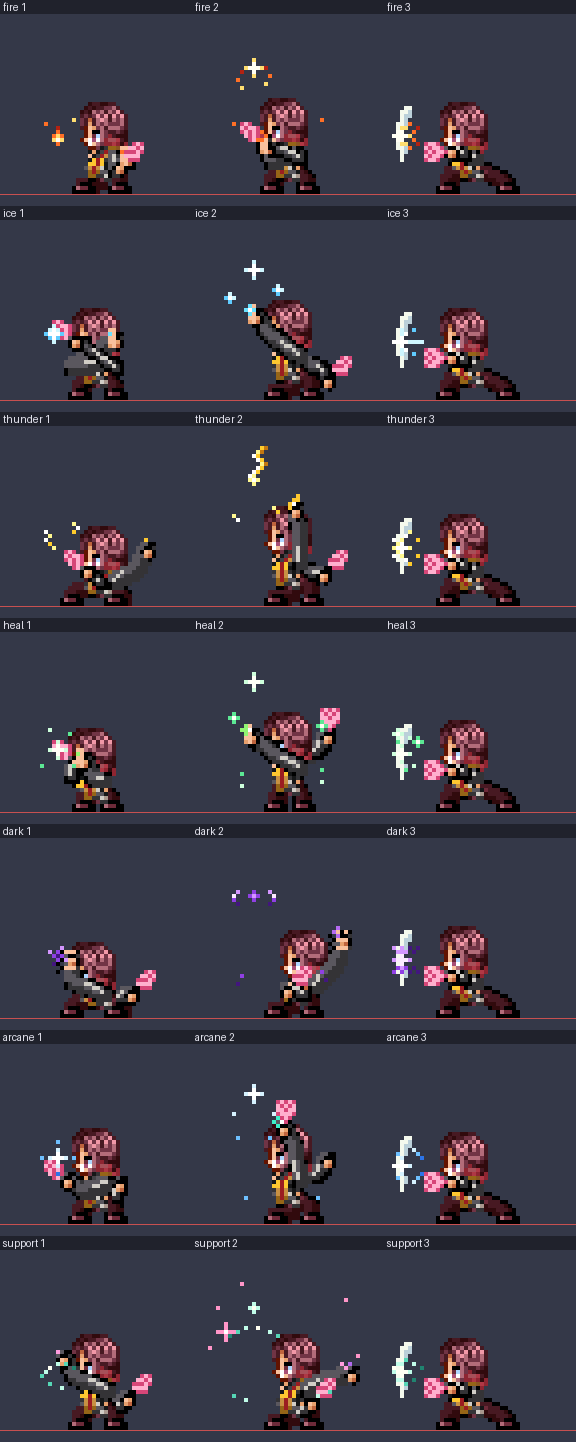 fire 1 fire 2 fire 3
ice 1 ice 2 ice 3
thunder 1 thunder 2 thunder 3
heal 1 heal 2 heal 3
dark 1 dark 2 dark 3
arcane 1 arcane 2 arcane 3
support 1 support 2 support 3